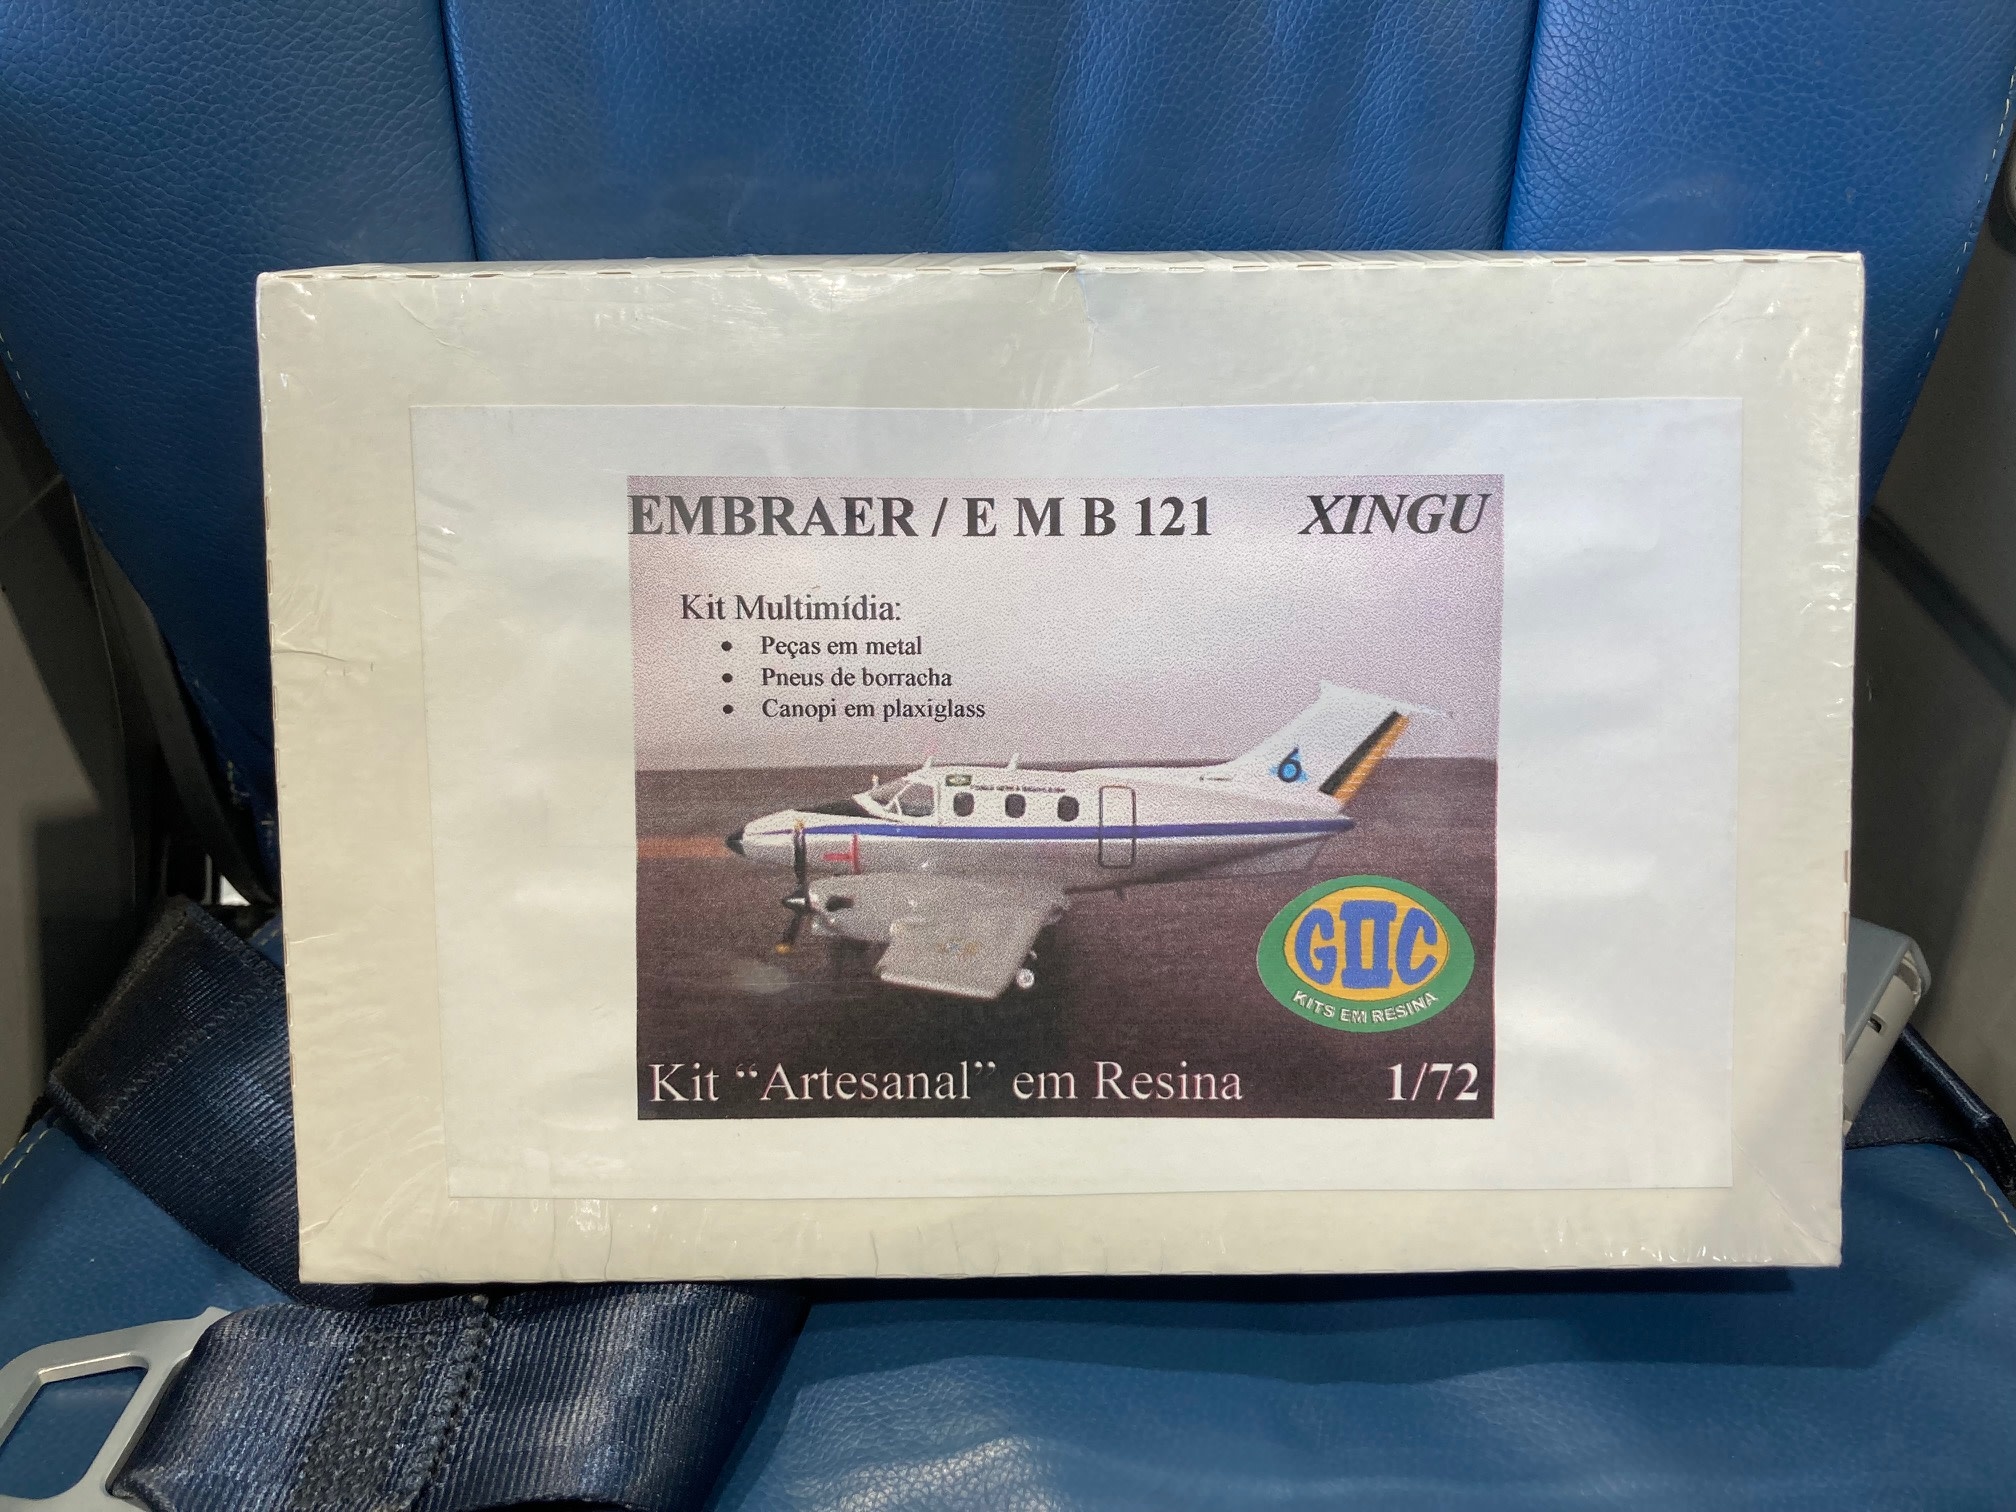 EMBRAER / E M B 121 XINGU
Kit Multimídia:
• Peças em metal
• Pneus de borracha
• Canopi em plaxiglass
6
GIIC
KITS EM RESINA
Kit “Artesanal” em Resina 1/72